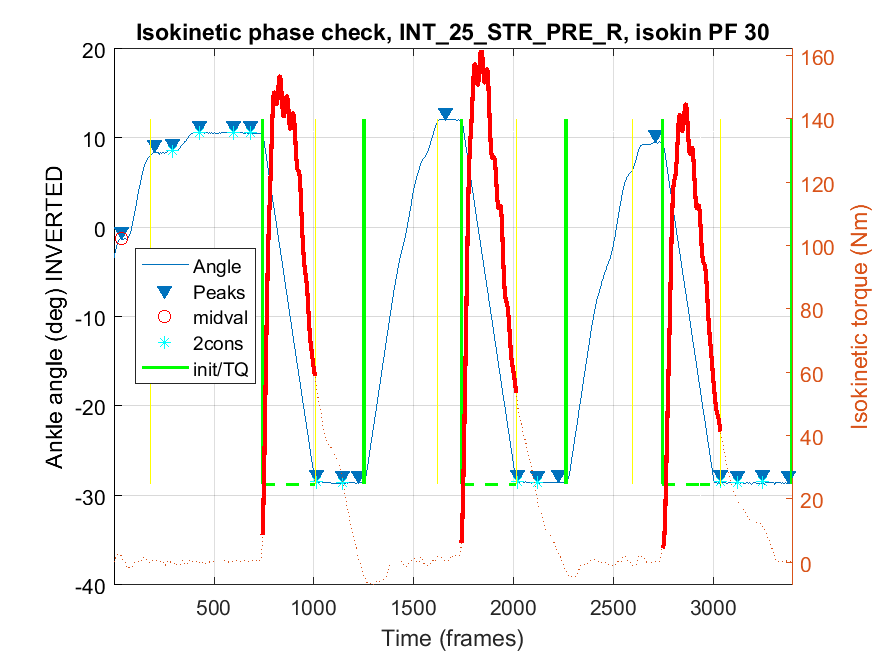 Isokinetic phase check, INT_25_STR_PRE_R, isokin PF 30
20
10
0
-10
-20
-30
-40
Ankle angle (deg) INVERTED
Angle
Peaks
midval
2cons
init/TQ
160
140
120
100
80
60
40
20
0
Isokinetic torque (Nm)
500
1000
1500
2000
2500
3000
Time (frames)